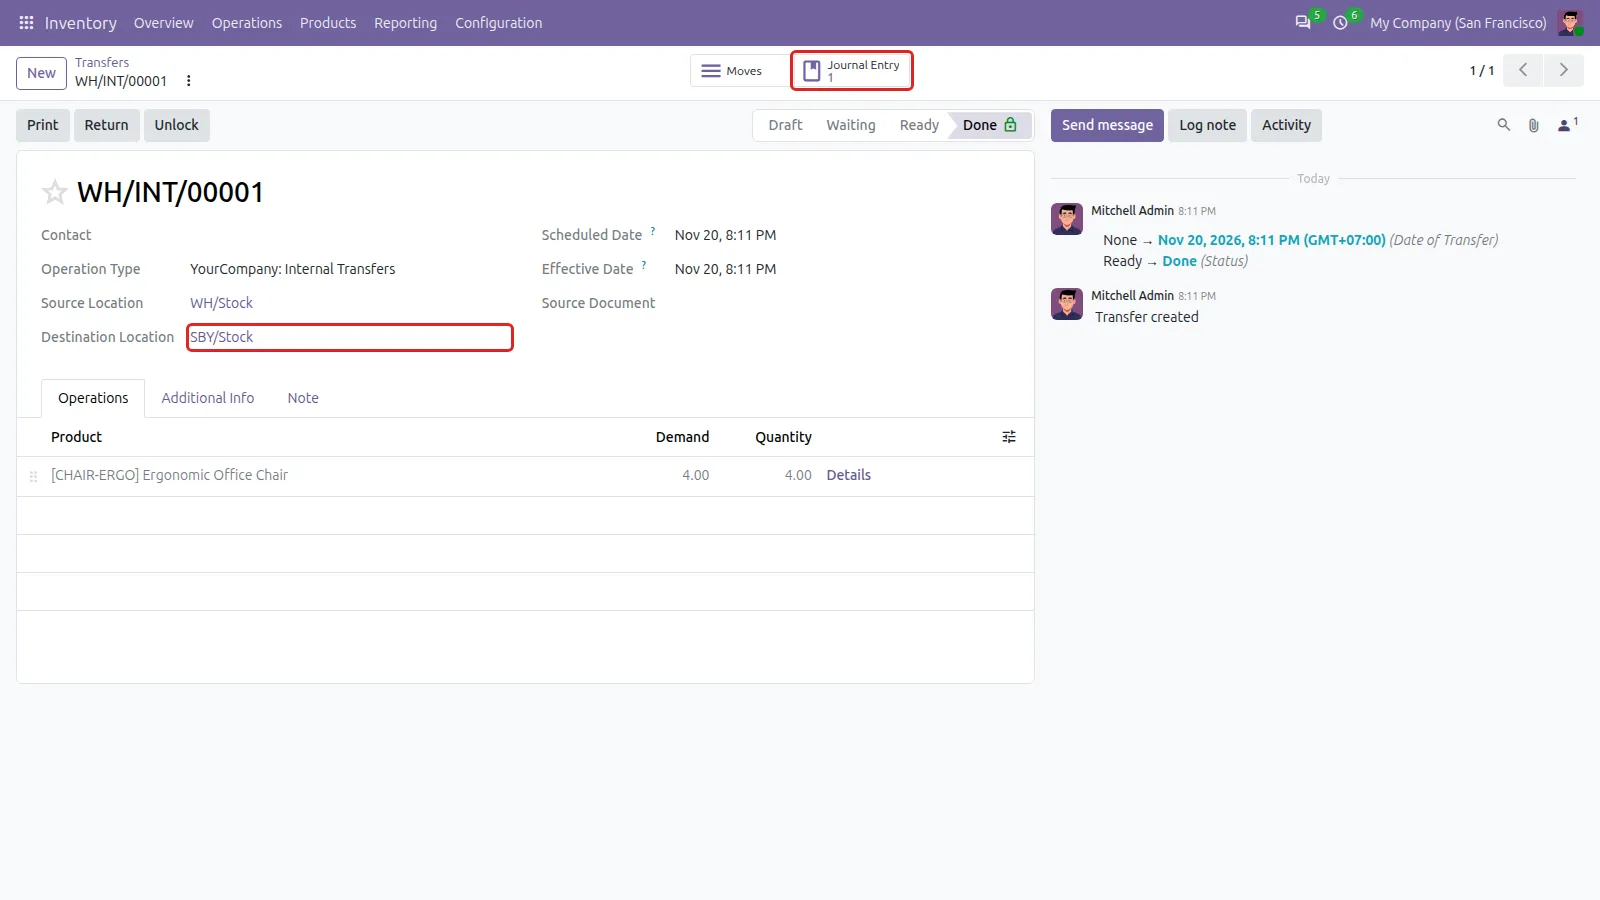 Inventory Overview Operations Products Reporting Configuration 5 6 My Company (San Francisco)
New Transfers
WH/INT/00001
Moves
Journal Entry
1
1 / 1
Print Return Unlock
Draft Waiting Ready Done
Send message Log note Activity 1
WH/INT/00001
Contact
Operation Type YourCompany: Internal Transfers
Source Location WH/Stock
Destination Location SBY/Stock
Scheduled Date ? Nov 20, 8:11 PM
Effective Date ? Nov 20, 8:11 PM
Source Document
Operations Additional Info Note
Product Demand Quantity
[CHAIR-ERGO] Ergonomic Office Chair 4.00 4.00 Details
Today
Mitchell Admin 8:11 PM
None → Nov 20, 2026, 8:11 PM (GMT+07:00) (Date of Transfer)
Ready → Done (Status)
Mitchell Admin 8:11 PM
Transfer created